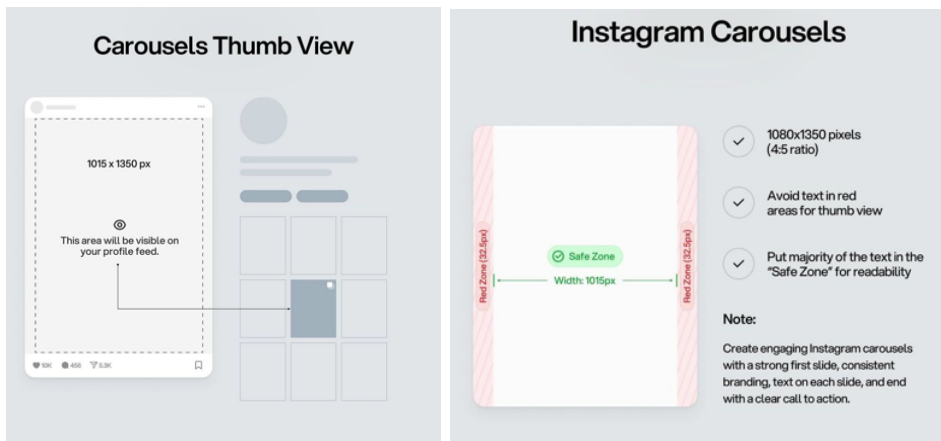 Carousels Thumb View
1015 x 1350 px
This area will be visible on
your profile feed.
10K
456
5.3K
Instagram Carousels
Red Zone (32.5px)
Safe Zone
Width: 1015px
Red Zone (32.5px)
1080x1350 pixels
(4:5 ratio)
Avoid text in red
areas for thumb view
Put majority of the text in the
“Safe Zone” for readability
Note:
Create engaging Instagram carousels
with a strong first slide, consistent
branding, text on each slide, and end
with a clear call to action.